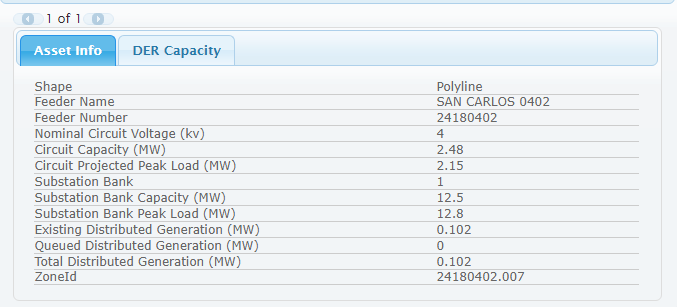 1 of 1
Asset Info DER Capacity
Shape Polyline
Feeder Name SAN CARLOS 0402
Feeder Number 24180402
Nominal Circuit Voltage (kv) 4
Circuit Capacity (MW) 2.48
Circuit Projected Peak Load (MW) 2.15
Substation Bank 1
Substation Bank Capacity (MW) 12.5
Substation Bank Peak Load (MW) 12.8
Existing Distributed Generation (MW) 0.102
Queued Distributed Generation (MW) 0
Total Distributed Generation (MW) 0.102
ZoneId 24180402.007